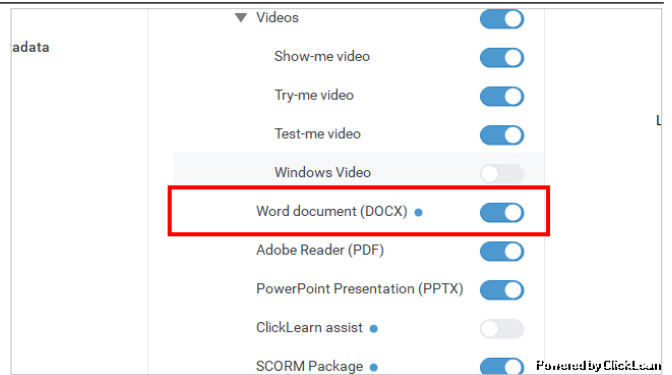 Videos
adata
Show-me video
Try-me video
L
Test-me video
Windows Video
Word document (DOCX)
Adobe Reader (PDF)
PowerPoint Presentation (PPTX)
ClickLearn assist
SCORM Package
Powered by ClickLearn